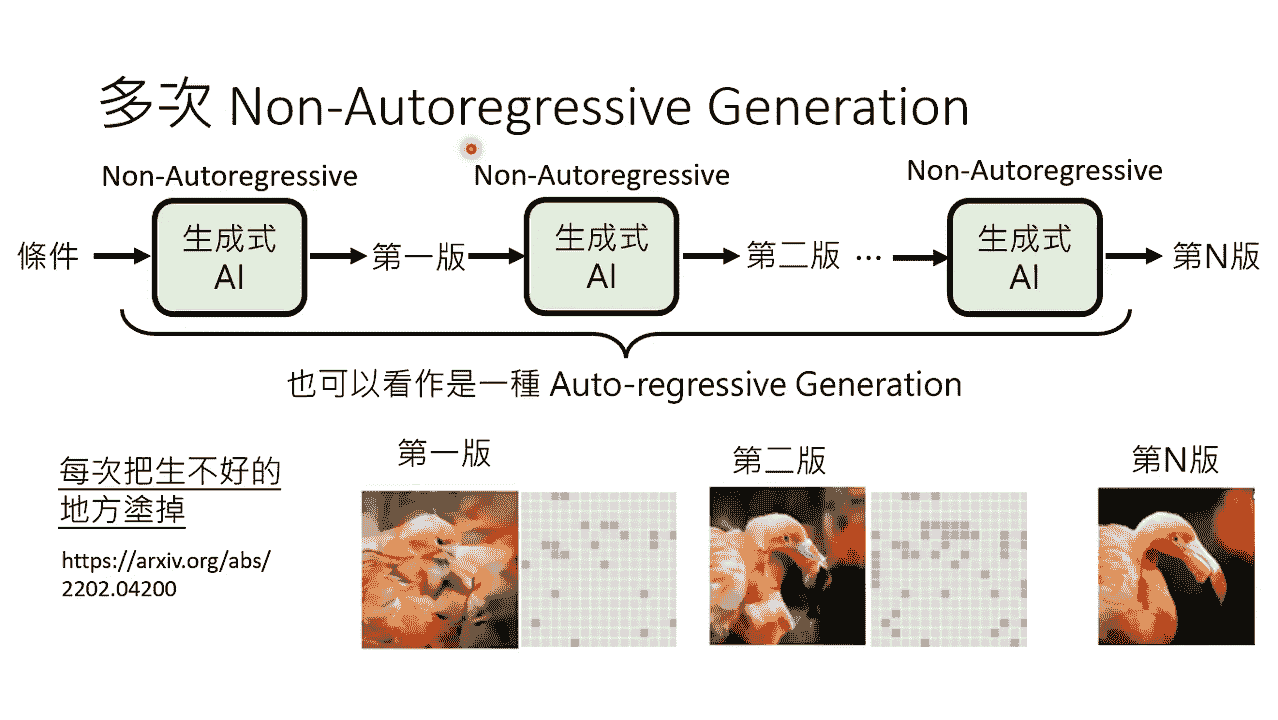 多次 Non-Autoregressive Generation
Non-Autoregressive
Non-Autoregressive
Non-Autoregressive
條件
生成式
AI
第一版
生成式
AI
第二版
...
生成式
AI
第N版
也可以看作是一種 Auto-regressive Generation
每次把生不好的
地方塗掉
https://arxiv.org/abs/
2202.04200
第一版
第二版
第N版